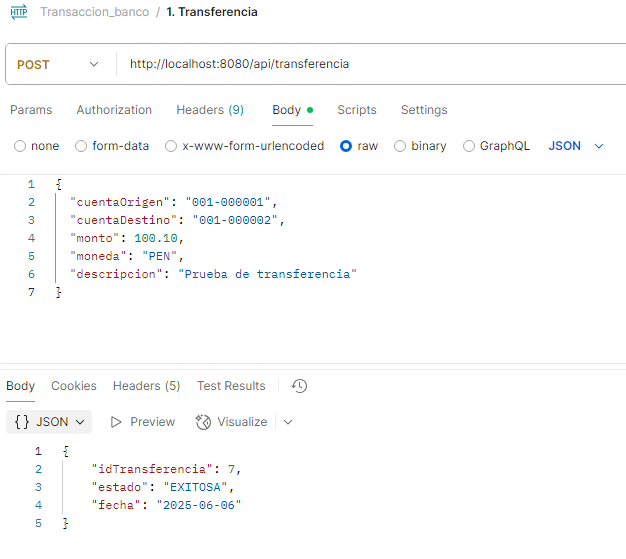 HTTP Transaccion_banco / 1. Transferencia
POST http://localhost:8080/api/transferencia
Params Authorization Headers (9) Body Scripts Settings
none form-data x-www-form-urlencoded raw binary GraphQL JSON
1 {
2 "cuentaOrigen": "001-000001",
3 "cuentaDestino": "001-000002",
4 "monto": 100.10,
5 "moneda": "PEN",
6 "descripcion": "Prueba de transferencia"
7 }
Body Cookies Headers (5) Test Results
{} JSON Preview Visualize
1 {
2 "idTransferencia": 7,
3 "estado": "EXITOSA",
4 "fecha": "2025-06-06"
5 }